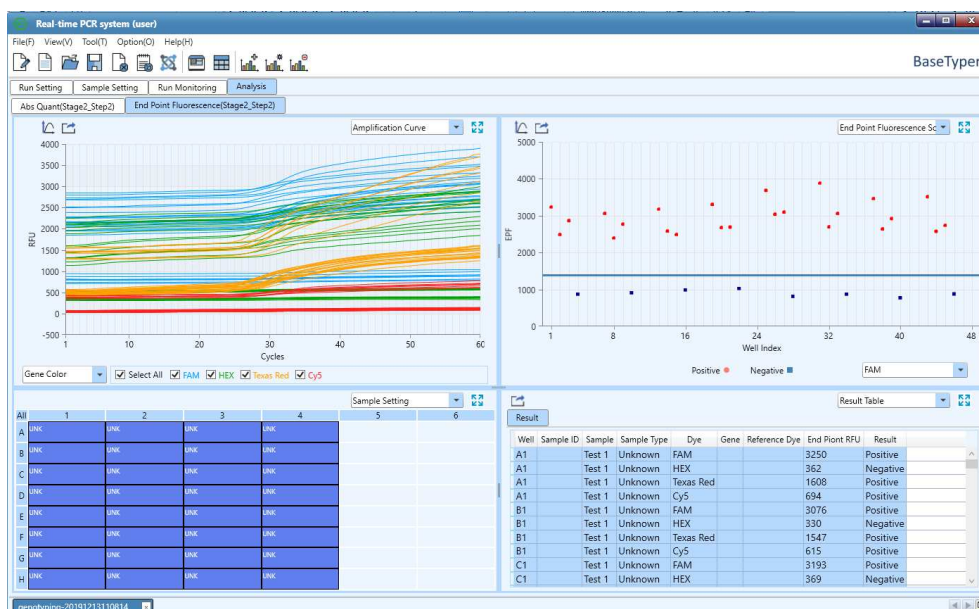 Real-time PCR system (user)
File(F) View(V) Tool(T) Option(O) Help(H)
BaseTyper
Run Setting Sample Setting Run Monitoring Analysis
Abs Quant(Stage2_Step2) End Point Fluorescence(Stage2_Step2)
Amplification Curve
4000
3500
3000
2500
2000
1500
1000
500
0
-500
RFU
1 10 20 30 40 50 60
Cycles
Gene Color Select All FAM HEX Texas Red Cy5
End Point Fluorescence Sc
5000
4000
3000
2000
1000
0
EPF
1 8 16 24 32 40 48
Well Index
Positive Negative FAM
Sample Setting
All 1 2 3 4 5 6
A UNK UNK UNK UNK
B UNK UNK UNK UNK
C UNK UNK UNK UNK
D UNK UNK UNK UNK
E UNK UNK UNK UNK
F UNK UNK UNK UNK
G UNK UNK UNK UNK
H UNK UNK UNK UNK
Result Table
Result
Well Sample ID Sample Sample Type Dye Gene Reference Dye End Piont RFU Result
A1 Test 1 Unknown FAM 3250 Positive
A1 Test 1 Unknown HEX 362 Negative
A1 Test 1 Unknown Texas Red 1608 Positive
A1 Test 1 Unknown Cy5 694 Positive
B1 Test 1 Unknown FAM 3076 Positive
B1 Test 1 Unknown HEX 330 Negative
B1 Test 1 Unknown Texas Red 1547 Positive
B1 Test 1 Unknown Cy5 615 Positive
C1 Test 1 Unknown FAM 3193 Positive
C1 Test 1 Unknown HEX 369 Negative
genotyping-20191213110814